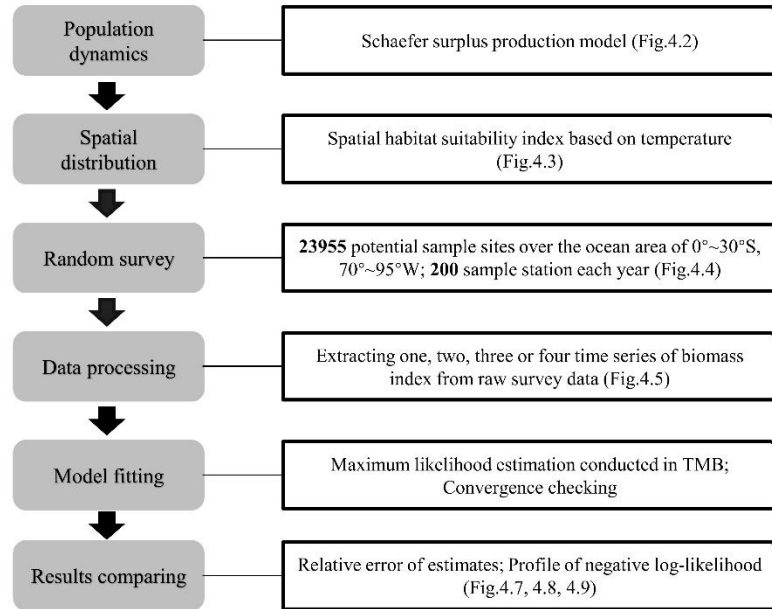 Population
dynamics
Schaefer surplus production model (Fig.4.2)
Spatial
distribution
Spatial habitat suitability index based on temperature
(Fig.4.3)
Random survey
23955 potential sample sites over the ocean area of 0°~30°S,
70°~95°W; 200 sample station each year (Fig.4.4)
Data processing
Extracting one, two, three or four time series of biomass
index from raw survey data (Fig.4.5)
Model fitting
Maximum likelihood estimation conducted in TMB;
Convergence checking
Results comparing
Relative error of estimates; Profile of negative log-likelihood
(Fig.4.7, 4.8, 4.9)